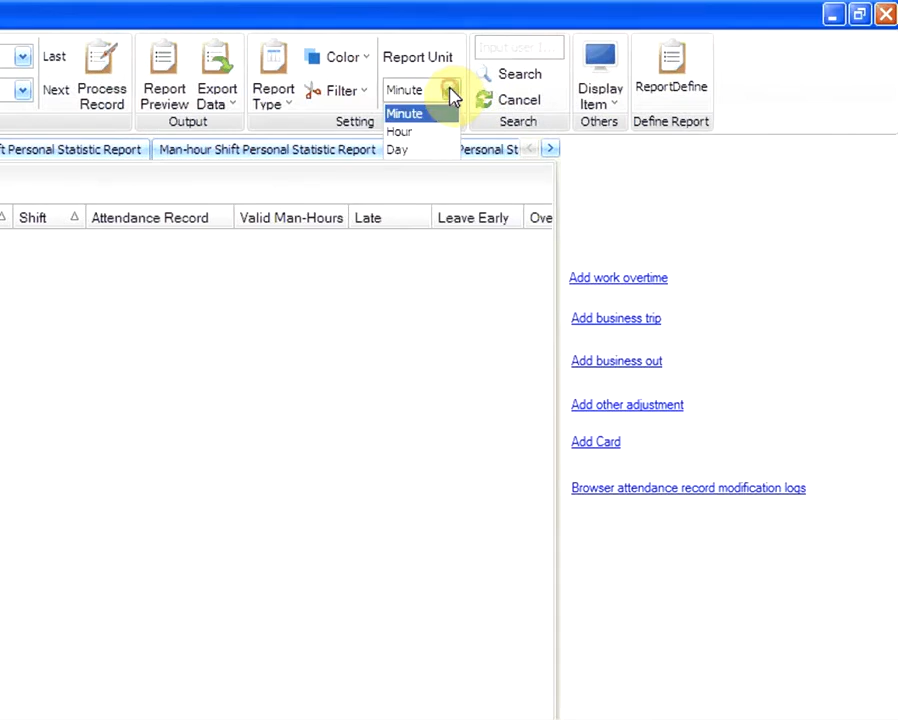 Last
Next
Process
Record
Report
Preview
Export
Data
Output
Report
Type
Color
Filter
Setting
Report Unit
Minute
Minute
Hour
Day
Search
Cancel
Search
Display
Item
Others
ReportDefine
Define Report
t Personal Statistic Report
Man-hour Shift Personal Statistic Report
Personal St
Shift
Attendance Record
Valid Man-Hours
Late
Leave Early
Ove
Add work overtime
Add business trip
Add business out
Add other adjustment
Add Card
Browser attendance record modification logs